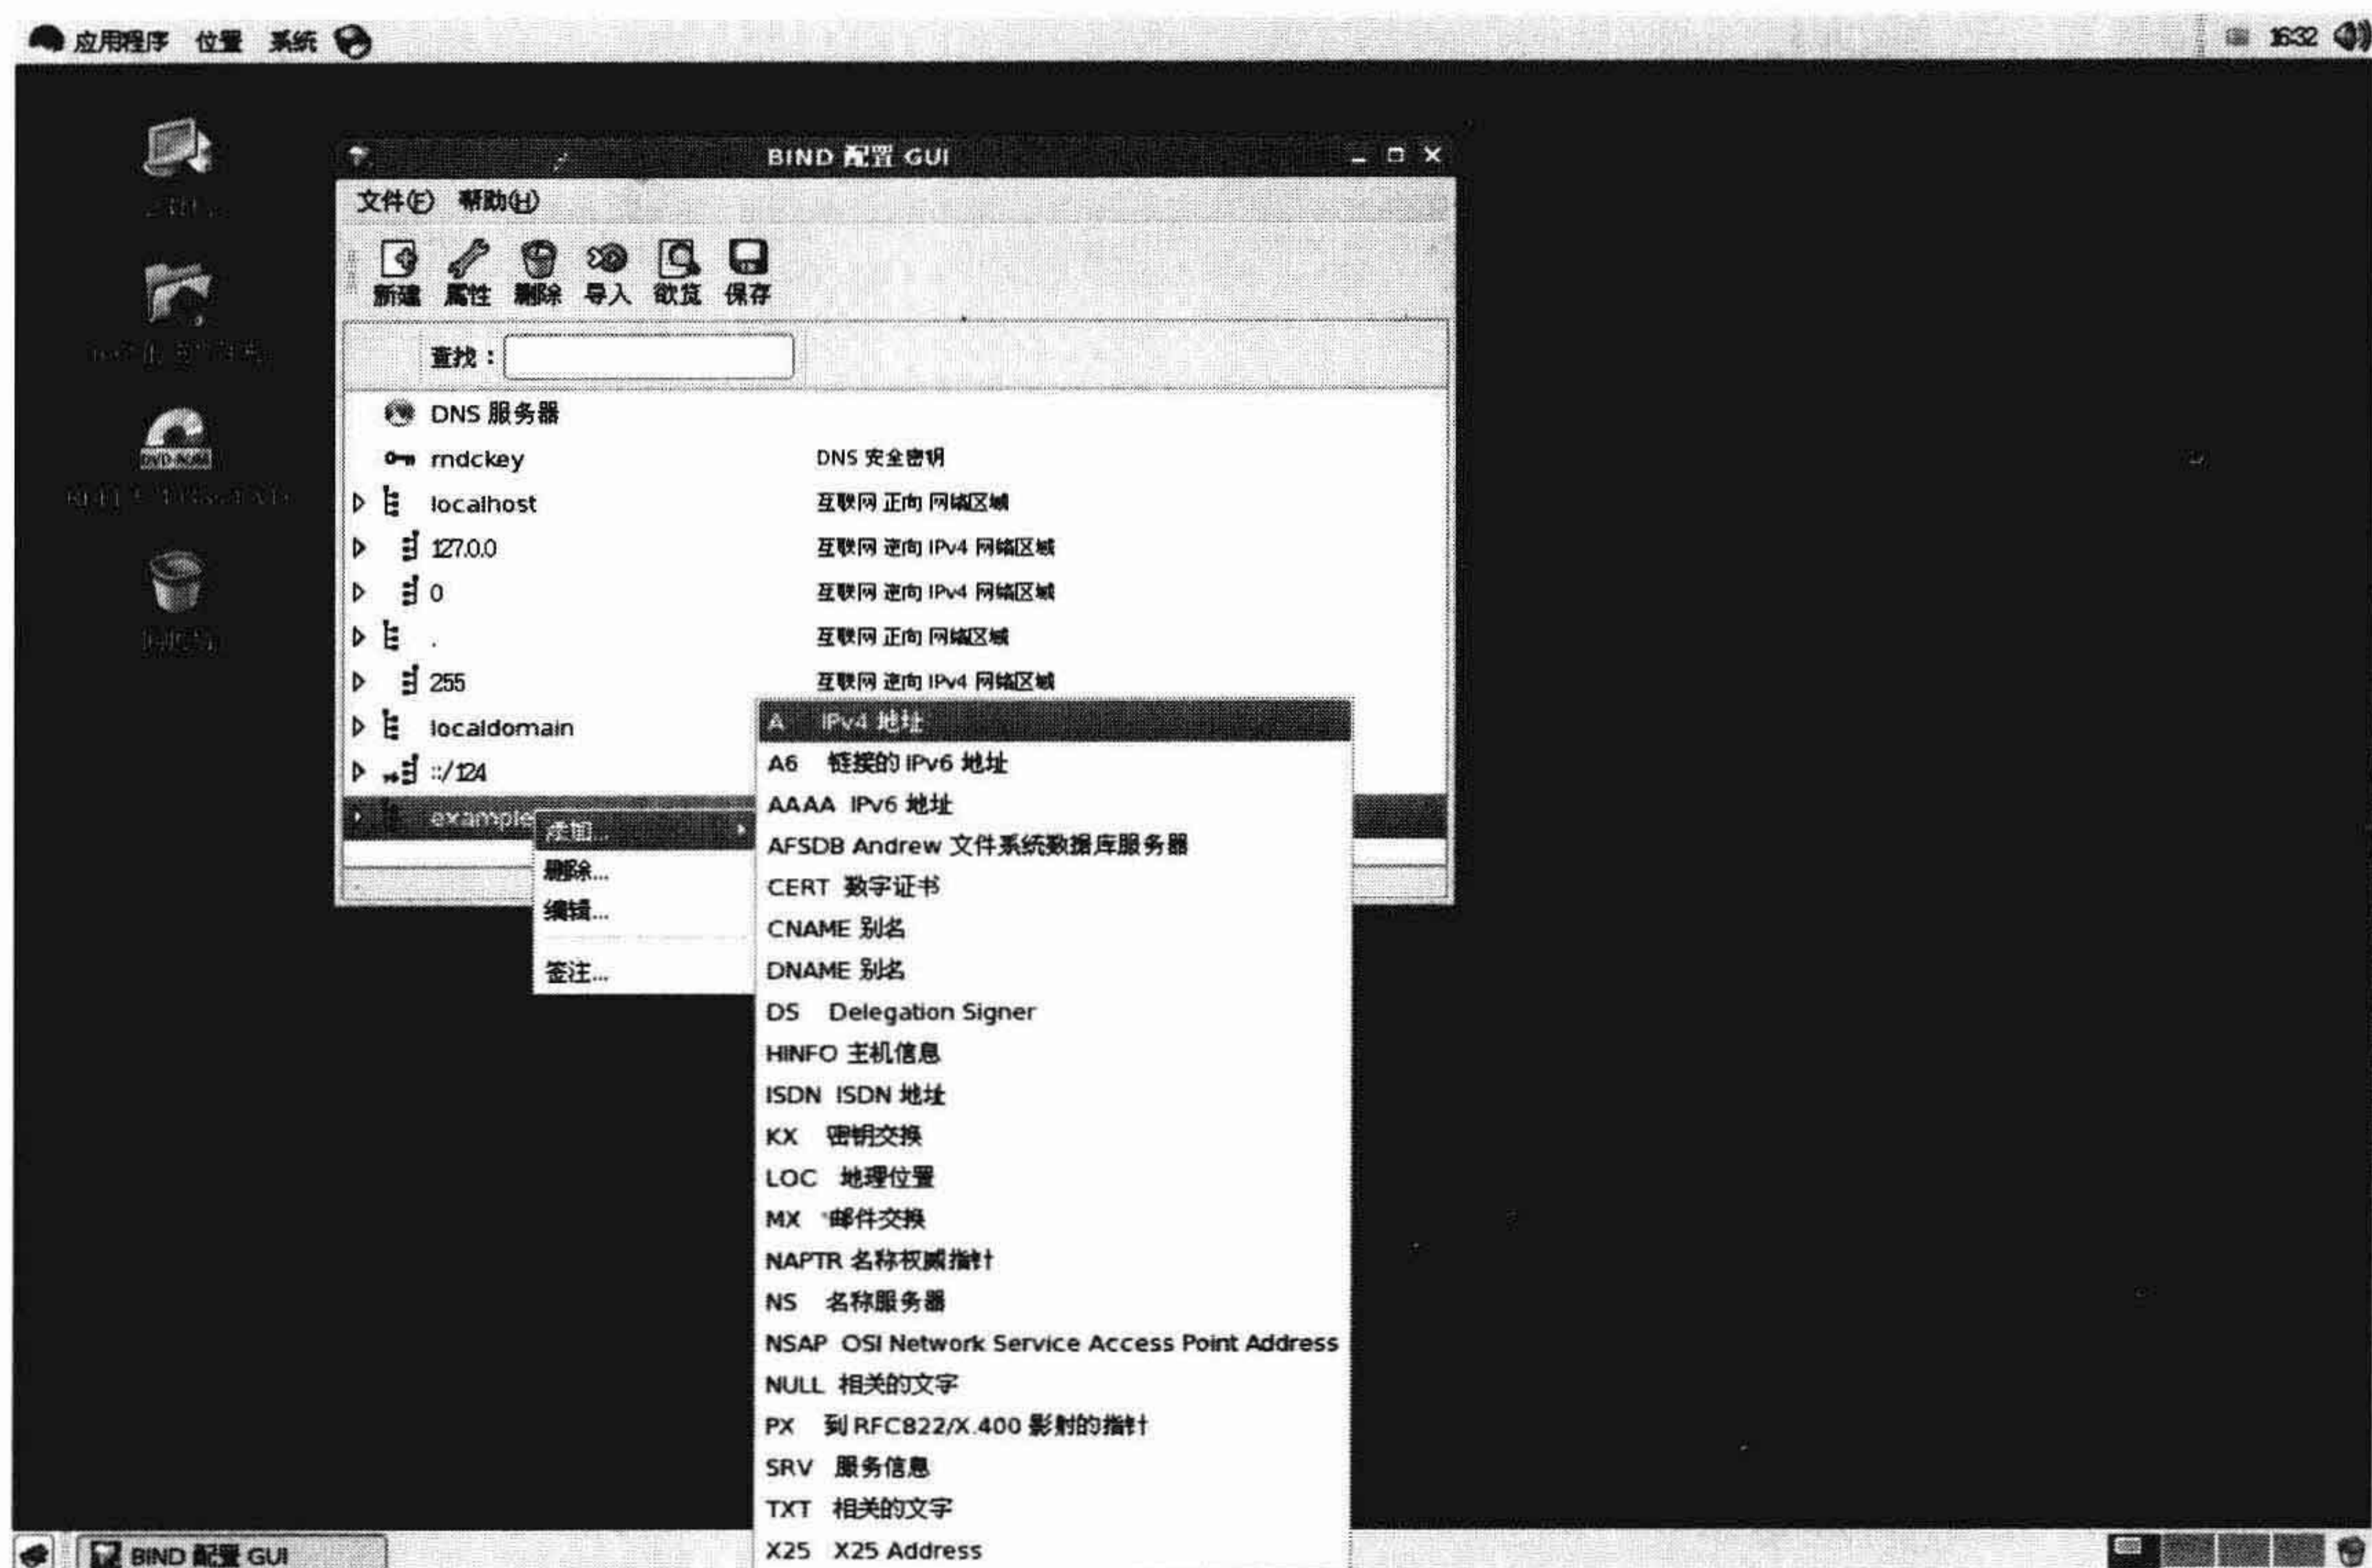 应用程序 位置 系统
16:32
BIND 配置 GUI
文件(F) 帮助(H)
新建 属性 删除 导入 欲览 保存
查找：
DNS 服务器
rndckey DNS 安全密钥
localhost 互联网 正向 网络区域
127.0.0 互联网 逆向 IPv4 网络区域
0 互联网 逆向 IPv4 网络区域
. 互联网 正向 网络区域
255 互联网 逆向 IPv4 网络区域
localdomain
::/124
example
添加...
删除...
编辑...
签注...
A IPv4 地址
A6 链接的 IPv6 地址
AAAA IPv6 地址
AFSDB Andrew 文件系统数据库服务器
CERT 数字证书
CNAME 别名
DNAME 别名
DS Delegation Signer
HINFO 主机信息
ISDN ISDN 地址
KX 密钥交换
LOC 地理位置
MX 邮件交换
NAPTR 名称权威指针
NS 名称服务器
NSAP OSI Network Service Access Point Address
NULL 相关的文字
PX 到 RFC822/X.400 影射的指针
SRV 服务信息
TXT 相关的文字
X25 X25 Address
BIND 配置 GUI